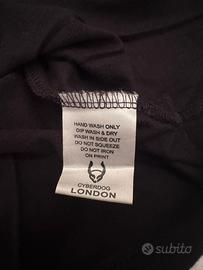 HAND WASH ONLY
DIP WASH & DRY
WASH IN SIDE OUT
DO NOT SQUEEZE
DO NOT IRON
ON PRINT
CYBERDOG
LONDON
subito